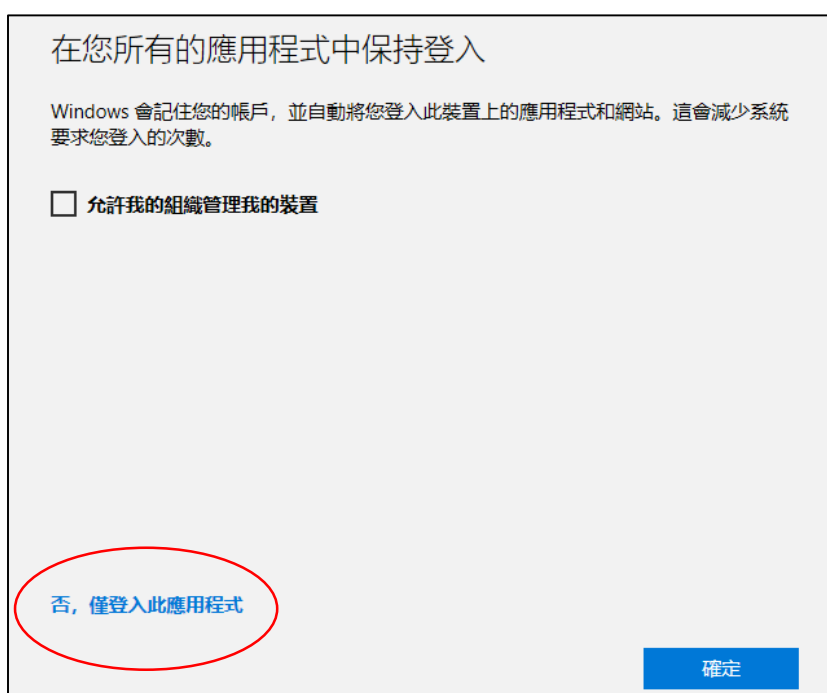 在您所有的應用程式中保持登入
Windows 會記住您的帳戶，並自動將您登入此裝置上的應用程式和網站。這會減少系統
要求您登入的次數。
允許我的組織管理我的裝置
否，僅登入此應用程式
確定